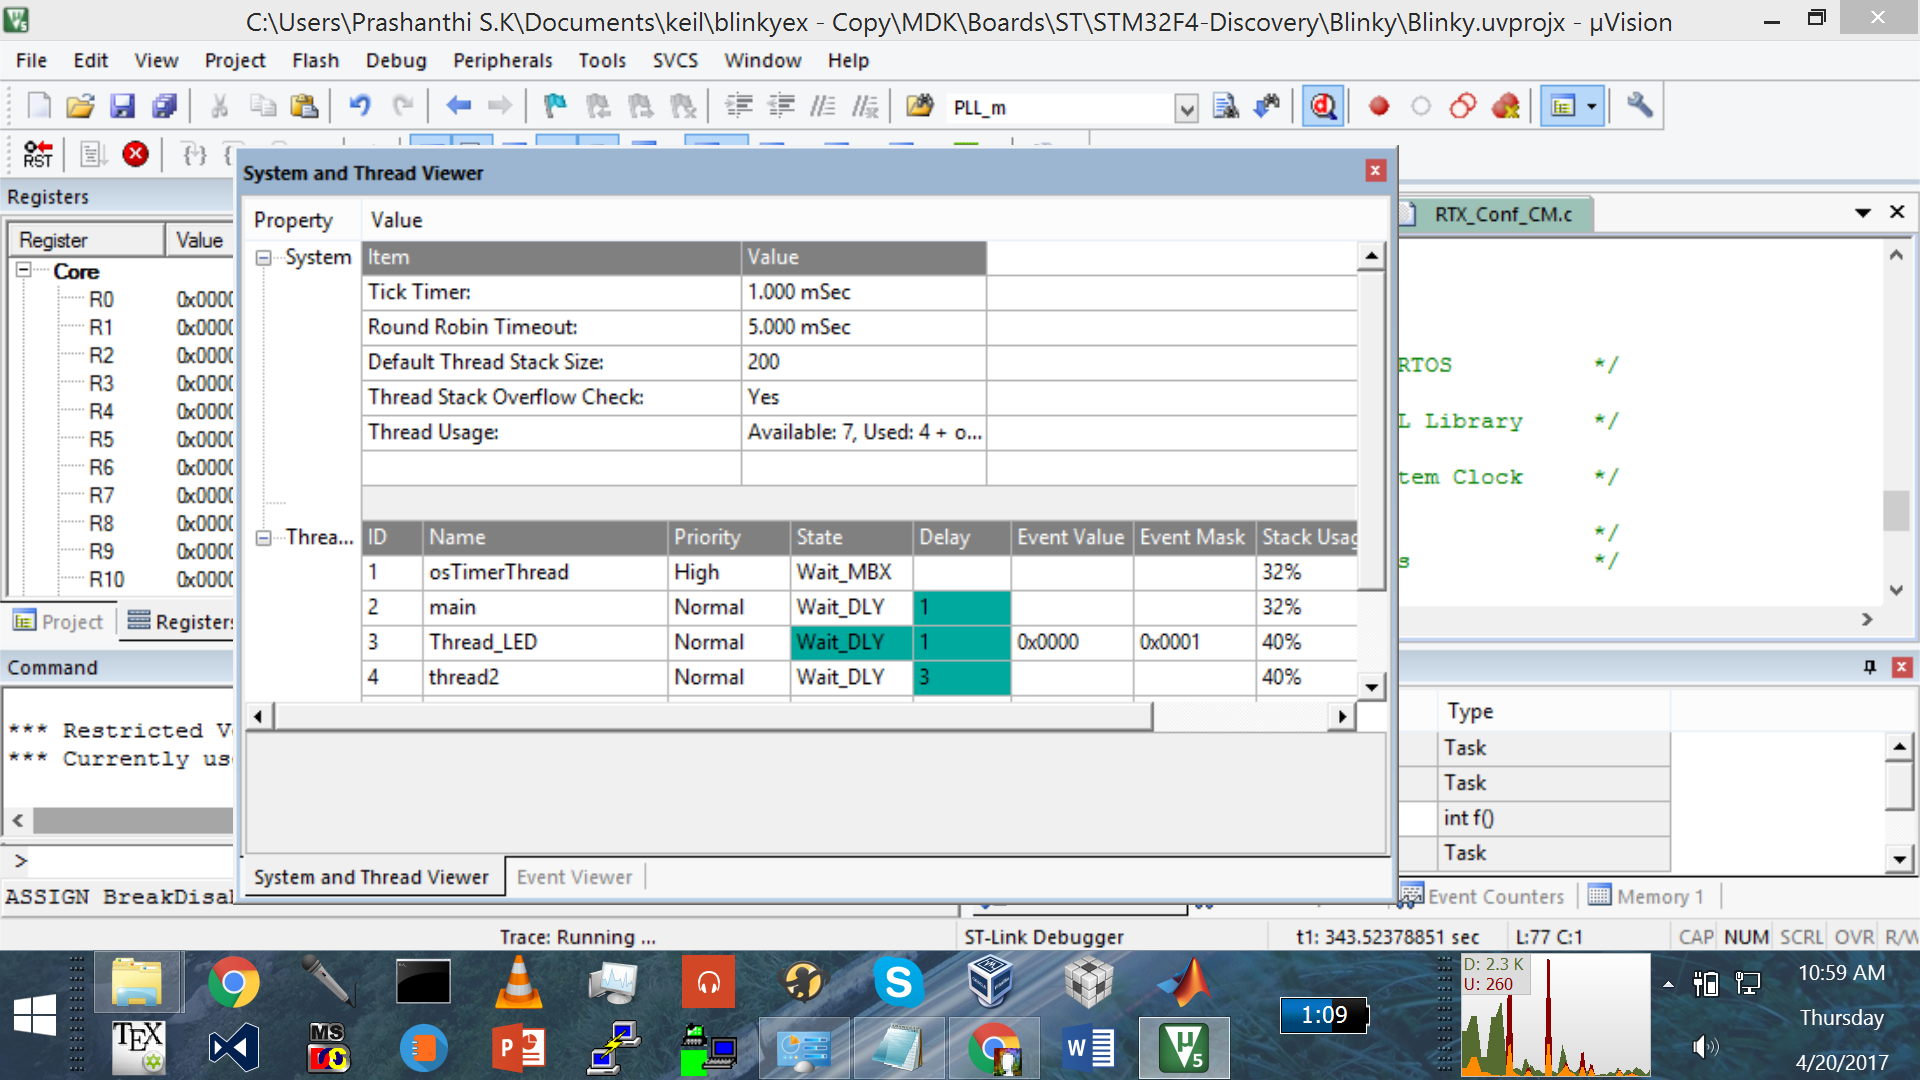 C:\Users\Prashanthi S.K\Documents\keil\blinkyex - Copy\MDK\Boards\ST\STM32F4-Discovery\Blinky\Blinky.uvprojx - µVision
File Edit View Project Flash Debug Peripherals Tools SVCS Window Help
PLL_m
RST
System and Thread Viewer
Registers
Register Value
Core
R0 0x0000
R1 0x0000
R2 0x0000
R3 0x0000
R4 0x0000
R5 0x0000
R6 0x0000
R7 0x0000
R8 0x0000
R9 0x0000
R10 0x0000
Project Registers
Property Value
System
Item Value
Tick Timer: 1.000 mSec
Round Robin Timeout: 5.000 mSec
Default Thread Stack Size: 200
Thread Stack Overflow Check: Yes
Thread Usage: Available: 7, Used: 4 + o...
Threa...
ID Name Priority State Delay Event Value Event Mask Stack Usag
1 osTimerThread High Wait_MBX 32%
2 main Normal Wait_DLY 1 32%
3 Thread_LED Normal Wait_DLY 1 0x0000 0x0001 40%
4 thread2 Normal Wait_DLY 3 40%
System and Thread Viewer Event Viewer
RTX_Conf_CM.c
RTOS */
L Library */
tem Clock */
*/
s */
Command
*** Restricted V
*** Currently us
>
ASSIGN BreakDisa
Type
Task
Task
int f()
Task
Event Counters Memory 1
Trace: Running ... ST-Link Debugger t1: 343.52378851 sec L:77 C:1 CAP NUM SCRL OVR R/W
D: 2.3 K
U: 260
1:09
10:59 AM
Thursday
4/20/2017
TEX
MS